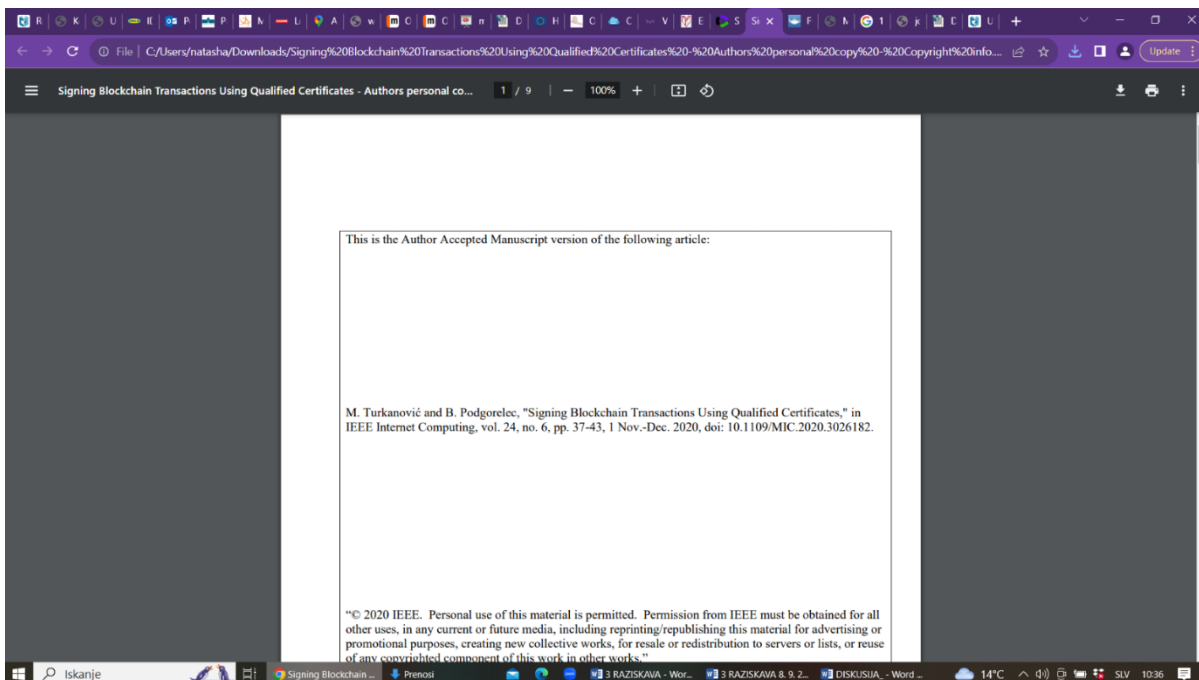 R K U P M A w m n D H C C V E S Si F N 1 jk D U
File C:/Users/natasha/Downloads/Signing%20Blockchain%20Transactions%20Using%20Qualified%20Certificates%20-%20Authors%20personal%20copy%20-%20Copyright%20info.... Update
Signing Blockchain Transactions Using Qualified Certificates - Authors personal co... 1 / 9 | − 100% +
This is the Author Accepted Manuscript version of the following article:
M. Turkanović and B. Podgorelec, "Signing Blockchain Transactions Using Qualified Certificates," in
IEEE Internet Computing, vol. 24, no. 6, pp. 37-43, 1 Nov.-Dec. 2020, doi: 10.1109/MIC.2020.3026182.
“© 2020 IEEE. Personal use of this material is permitted. Permission from IEEE must be obtained for all
other uses, in any current or future media, including reprinting/republishing this material for advertising or
promotional purposes, creating new collective works, for resale or redistribution to servers or lists, or reuse
of any copyrighted component of this work in other works.”
Iskanje Signing Blockchain ... Prenosi 3 RAZISKAVA - Wor... 3 RAZISKAVA 8. 9. 2... DISKUSIJA_ - Word ... 14°C SLV 10:36